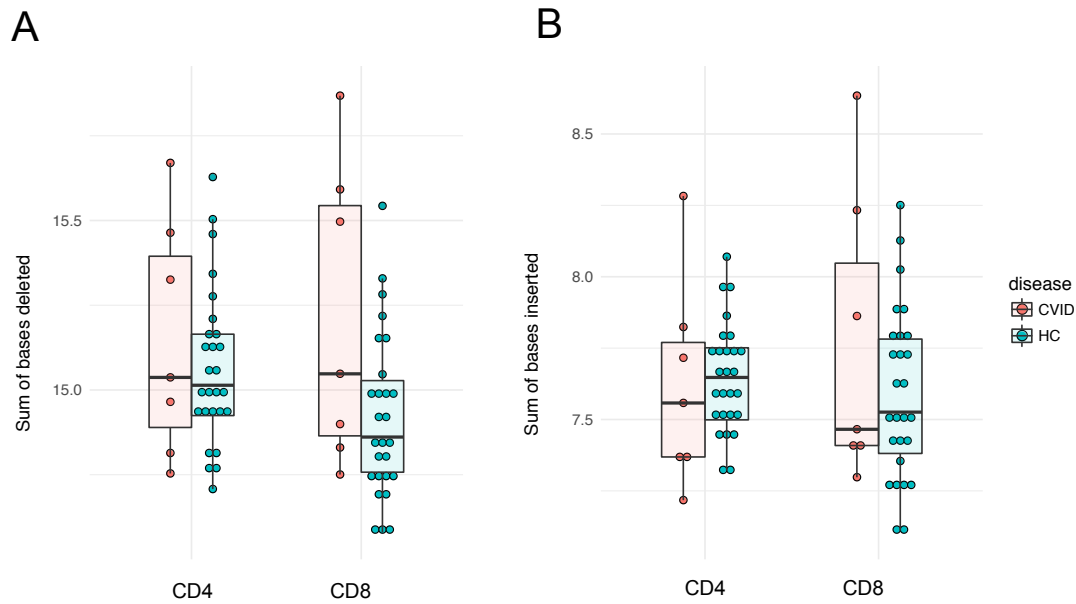 A
B
Sum of bases deleted
15.5
15.0
CD4
CD8
Sum of bases inserted
8.5
8.0
7.5
CD4
CD8
disease
CVID
HC